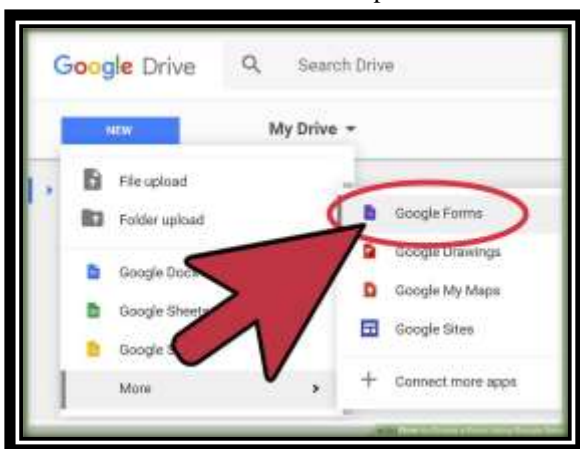 Google Drive
Search Drive
NEW
My Drive
File upload
Folder upload
Google Docs
Google Sheets
Google S
More
Google Forms
Google Drawings
Google My Maps
Google Sites
Connect more apps